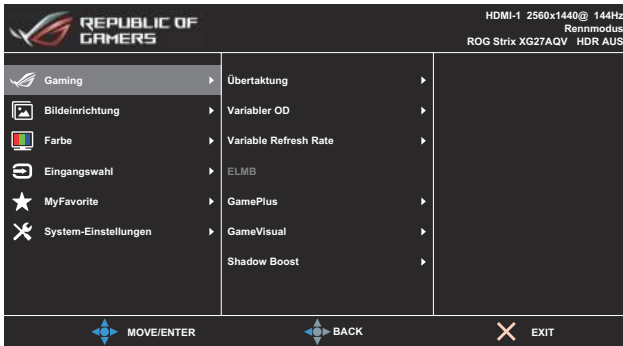 REPUBLIC OF
GAMERS
HDMI-1 2560x1440@ 144Hz
Rennmodus
ROG Strix XG27AQV HDR AUS
Gaming
Bildeinrichtung
Farbe
Eingangswahl
MyFavorite
System-Einstellungen
Übertaktung
Variabler OD
Variable Refresh Rate
ELMB
GamePlus
GameVisual
Shadow Boost
MOVE/ENTER
BACK
EXIT